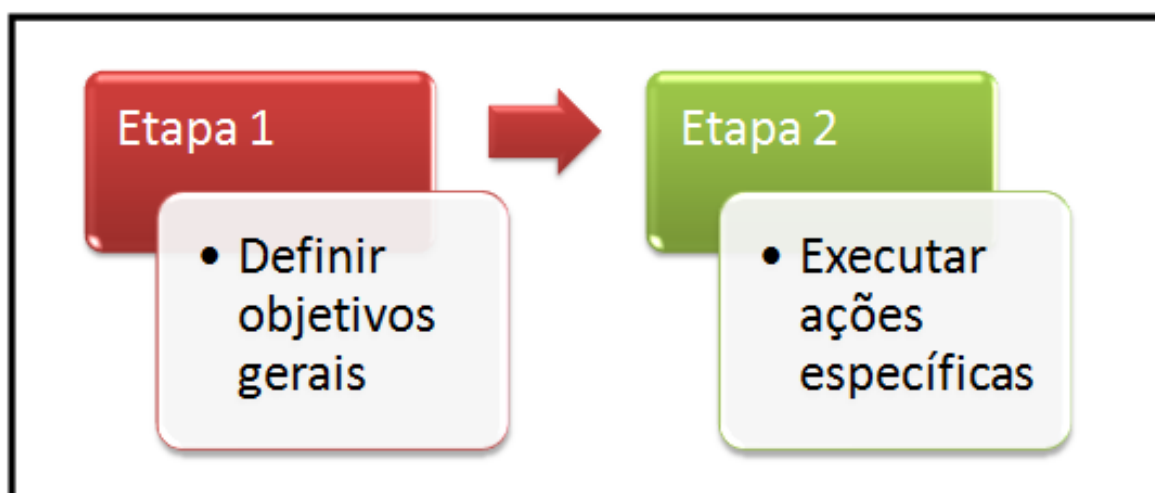 Etapa 1
• Definir
objetivos
gerais
Etapa 2
• Executar
ações
específicas